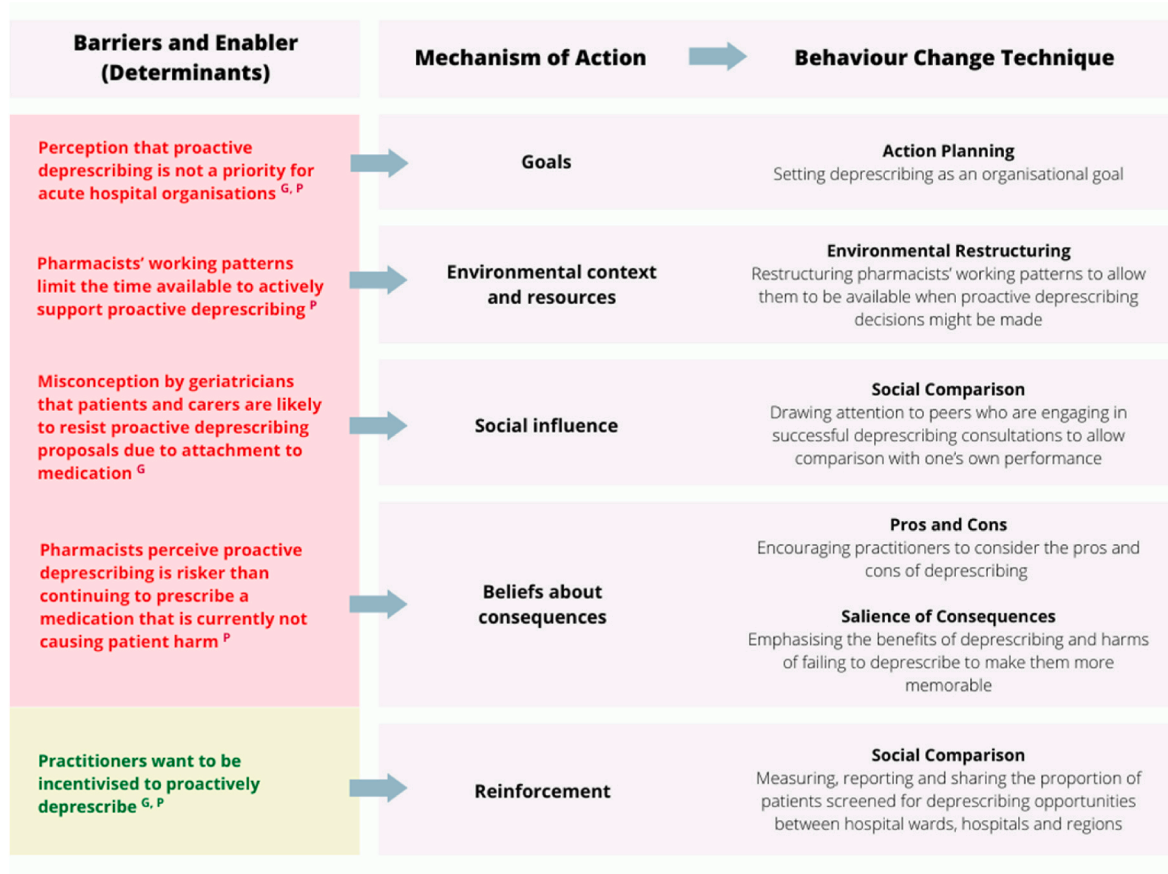 Barriers and Enabler
(Determinants)
Mechanism of Action
Behaviour Change Technique
Perception that proactive
deprescribing is not a priority for
acute hospital organisations G, P
Goals
Action Planning
Setting deprescribing as an organisational goal
Pharmacists’ working patterns
limit the time available to actively
support proactive deprescribing P
Environmental context
and resources
Environmental Restructuring
Restructuring pharmacists’ working patterns to allow
them to be available when proactive deprescribing
decisions might be made
Misconception by geriatricians
that patients and carers are likely
to resist proactive deprescribing
proposals due to attachment to
medication G
Social influence
Social Comparison
Drawing attention to peers who are engaging in
successful deprescribing consultations to allow
comparison with one’s own performance
Pharmacists perceive proactive
deprescribing is risker than
continuing to prescribe a
medication that is currently not
causing patient harm P
Beliefs about
consequences
Pros and Cons
Encouraging practitioners to consider the pros and
cons of deprescribing
Salience of Consequences
Emphasising the benefits of deprescribing and harms
of failing to deprescribe to make them more
memorable
Practitioners want to be
incentivised to proactively
deprescribe G, P
Reinforcement
Social Comparison
Measuring, reporting and sharing the proportion of
patients screened for deprescribing opportunities
between hospital wards, hospitals and regions